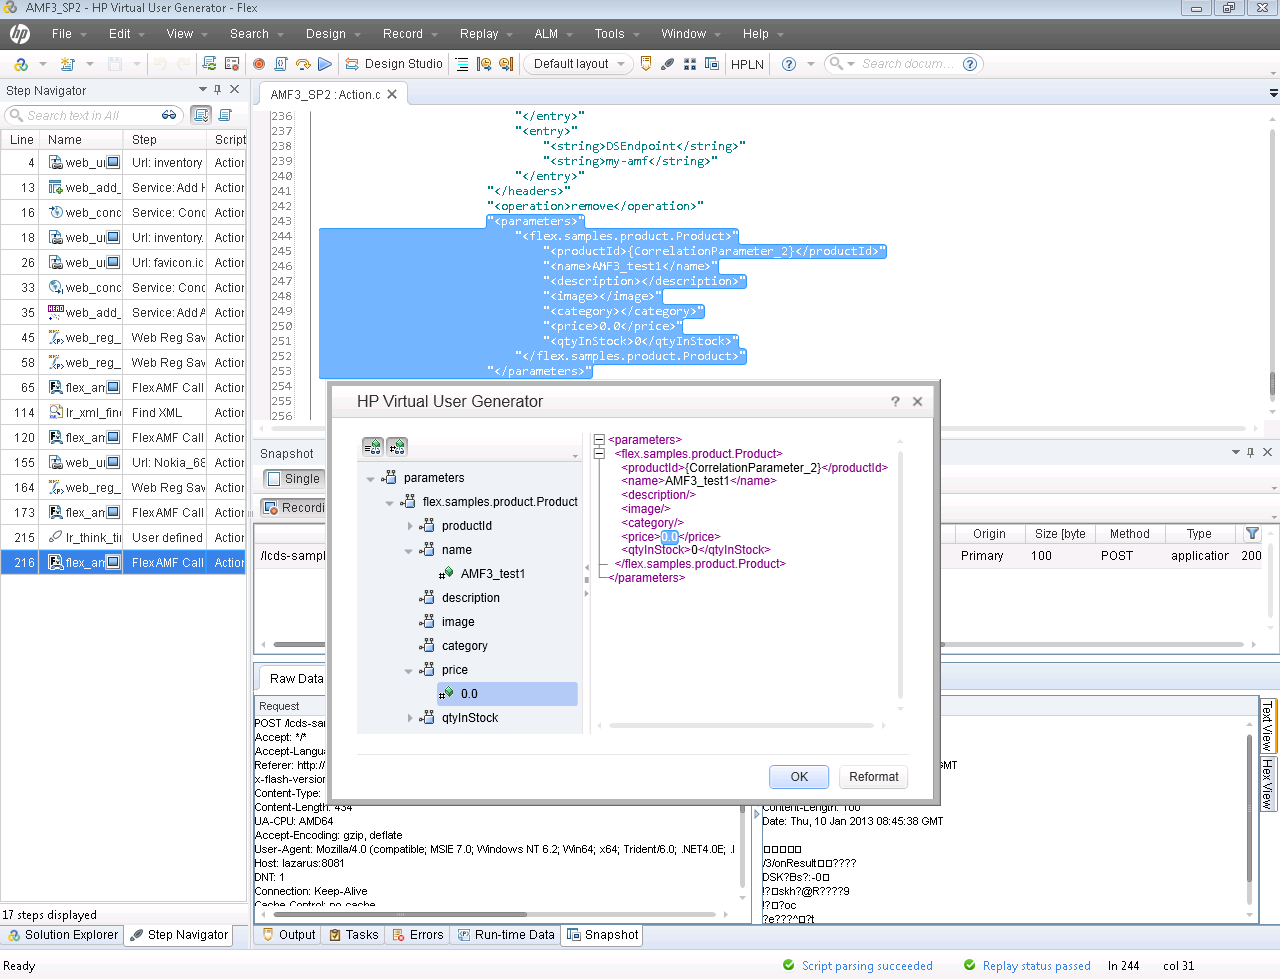 AMF3_SP2 - HP Virtual User Generator - Flex
hp File Edit View Search Design Record Replay ALM Tools Window Help
Design Studio Default layout HPLN Search docum...
Step Navigator
Search text in All
Line Name Step Script
4 web_u Url: inventory Action
13 web_add_ Service: Add H Action
16 web_conc Service: Conc Action
18 web_u Url: inventory. Action
26 web_u Url: favicon.ic Action
33 web_conc Service: Conc Action
35 web_add_ Service: Add A Action
45 web_reg_ Web Reg Sav Action
58 web_reg_ Web Reg Sav Action
65 flex_am FlexAMF Call Action
114 lr_xml_find Find XML Action
120 flex_am FlexAMF Call Action
155 web_u Url: Nokia_68 Action
164 web_reg_ Web Reg Sav Action
173 flex_am FlexAMF Call Action
215 lr_think_tim User defined Action
216 flex_am FlexAMF Call Action
17 steps displayed
Solution Explorer Step Navigator
AMF3_SP2 : Action.c
236 "</entry>"
237 "<entry>"
238 "<string>DSEndpoint</string>"
239 "<string>my-amf</string>"
240 "</entry>"
241 "</headers>"
242 "<operation>remove</operation>"
243 "<parameters>"
244 "<flex.samples.product.Product>"
245 "<productId>{CorrelationParameter_2}</productId>"
246 "<name>AMF3_test1</name>"
247 "<description></description>"
248 "<image></image>"
249 "<category></category>"
250 "<price>0.0</price>"
251 "<qtyInStock>0</qtyInStock>"
252 "</flex.samples.product.Product>"
253 "</parameters>"
254
255
256
Snapshot
Single
Recordi
Origin Size [byte Method Type
/lcds-sampl Primary 100 POST application 200
HP Virtual User Generator
parameters
flex.samples.product.Product
productId
name
AMF3_test1
description
image
category
price
0.0
qtyInStock
<parameters>
<flex.samples.product.Product>
<productId>{CorrelationParameter_2}</productId>
<name>AMF3_test1</name>
<description/>
<image/>
<category/>
<price>0.0</price>
<qtyInStock>0</qtyInStock>
</flex.samples.product.Product>
</parameters>
OK Reformat
Raw Data
Request
POST /lcds-sam
Accept: */*
Accept-Langua
Referer: http:/
x-flash-version
Content-Type:
Content-Length: 434
UA-CPU: AMD64
Accept-Encoding: gzip, deflate
User-Agent: Mozilla/4.0 (compatible; MSIE 7.0; Windows NT 6.2; Win64; x64; Trident/6.0; .NET4.0E; .
Host: lazarus:8081
DNT: 1
Connection: Keep-Alive
Cache-Control: no-cache
GMT
Content-Length: 100
Date: Thu, 10 Jan 2013 08:45:38 GMT
/3/onResult????
DSK?Bs?:-0
!?skh?@R????9
!??oc
?e???^?t
Text View
Hex View
Output Tasks Errors Run-time Data Snapshot
Ready Script parsing succeeded Replay status passed ln 244 col 31